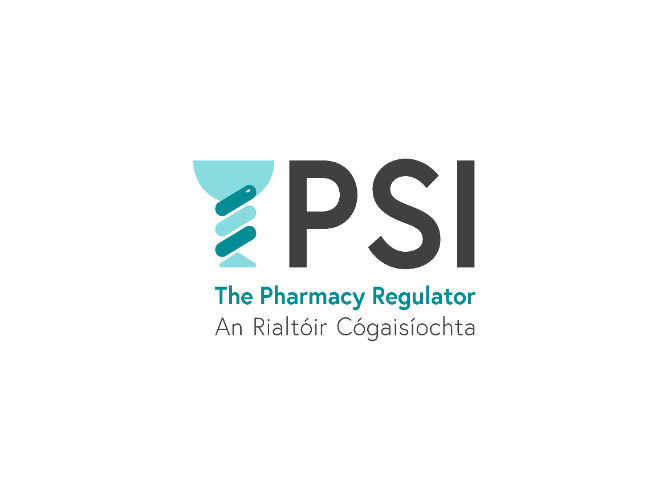 PSI
The Pharmacy Regulator
An Rialtóir Cógaisíochta